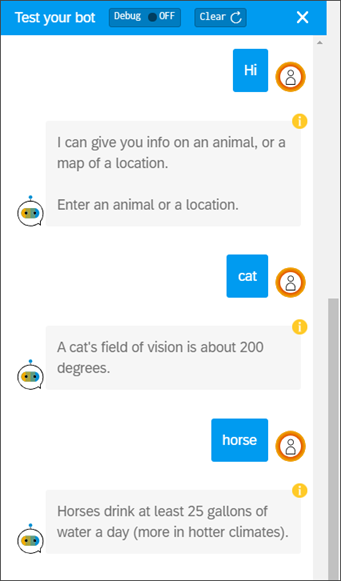 Test your bot Debug OFF Clear
Hi
I can give you info on an animal, or a
map of a location.
Enter an animal or a location.
cat
A cat's field of vision is about 200
degrees.
horse
Horses drink at least 25 gallons of
water a day (more in hotter climates).